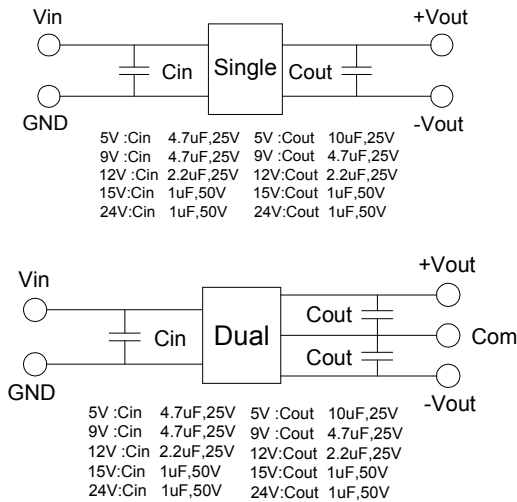 Vin
+Vout
Cin
Single
Cout
GND
-Vout
5V :Cin 4.7uF,25V 5V :Cout 10uF,25V
9V :Cin 4.7uF,25V 9V :Cout 4.7uF,25V
12V :Cin 2.2uF,25V 12V:Cout 2.2uF,25V
15V:Cin 1uF,50V 15V:Cout 1uF,50V
24V:Cin 1uF,50V 24V:Cout 1uF,50V
+Vout
Vin
Cout
Cin
Dual
Com
Cout
GND
-Vout
5V :Cin 4.7uF,25V 5V :Cout 10uF,25V
9V :Cin 4.7uF,25V 9V :Cout 4.7uF,25V
12V :Cin 2.2uF,25V 12V:Cout 2.2uF,25V
15V:Cin 1uF,50V 15V:Cout 1uF,50V
24V:Cin 1uF,50V 24V:Cout 1uF,50V